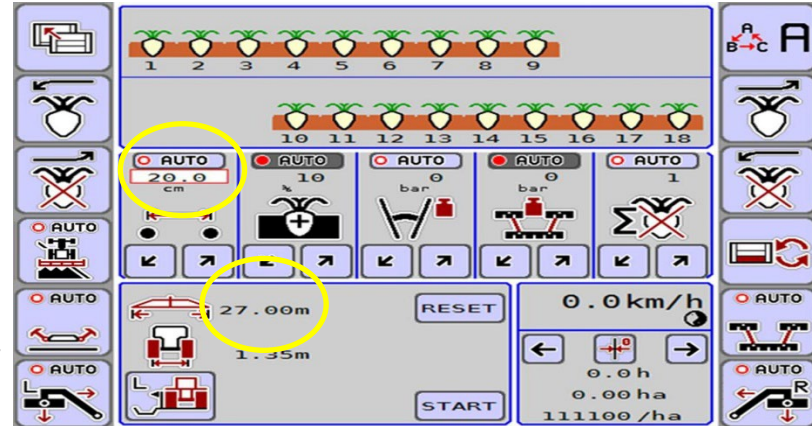 A
B→C A
1 2 3 4 5 6 7 8 9
10 11 12 13 14 15 16 17 18
AUTO AUTO AUTO AUTO AUTO
20.0 10 0 0 1
cm % bar bar
AUTO
27.00m RESET 0.0km/h
AUTO AUTO
1.35m
0
0.0h
AUTO AUTO
L L R
0.00ha
START 111100/ha